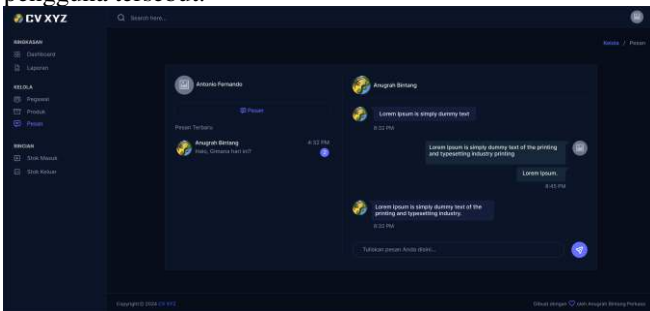 pengguna tersebut.
CV XYZ
Search here...
Kelola / Pesan
RINGKASAN
Dashboard
Laporan
KELOLA
Pegawai
Produk
Pesan
RINCIAN
Stok Masuk
Stok Keluar
Antonio Fernando
Pesan
Pesan Terbaru
Anugrah Bintang
4:32 PM
Halo, Gimana hari ini?
2
Anugrah Bintang
Lorem Ipsum is simply dummy text
8:32 PM
Lorem Ipsum is simply dummy text of the printing
and typesetting industry printing
Lorem Ipsum.
8:45 PM
Lorem Ipsum is simply dummy text of the
printing and typesetting industry.
8:32 PM
Tuliskan pesan Anda disini...
Copyright © 2024 CV XYZ
Dibuat dengan oleh Anugrah Bintang Perkasa